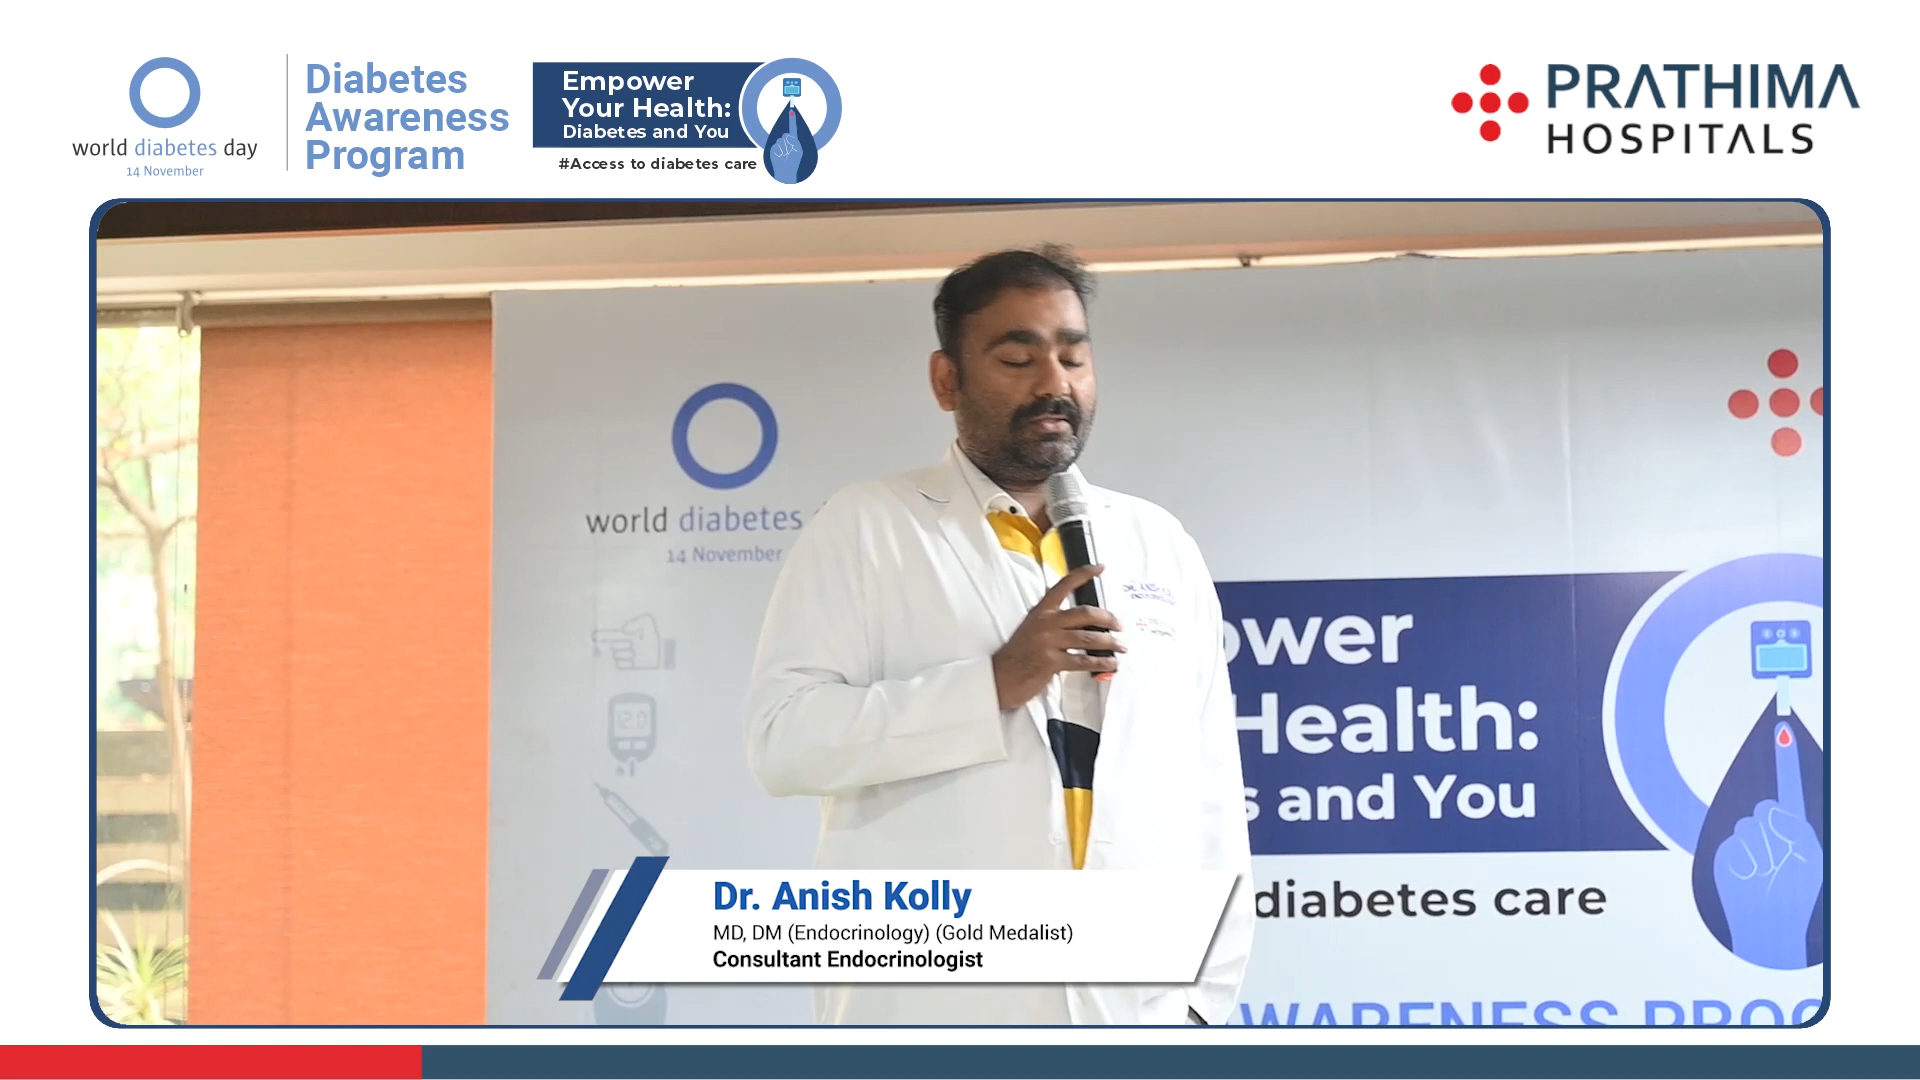 world diabetes day
14 November
Diabetes
Awareness
Program
Empower
Your Health:
Diabetes and You
#Access to diabetes care
PRATHIMA
HOSPITALS
world diabetes
14 November
ower
Health:
s and You
diabetes care
Dr. Anish Kolly
MD, DM (Endocrinology) (Gold Medalist)
Consultant Endocrinologist
WARENESS PROG